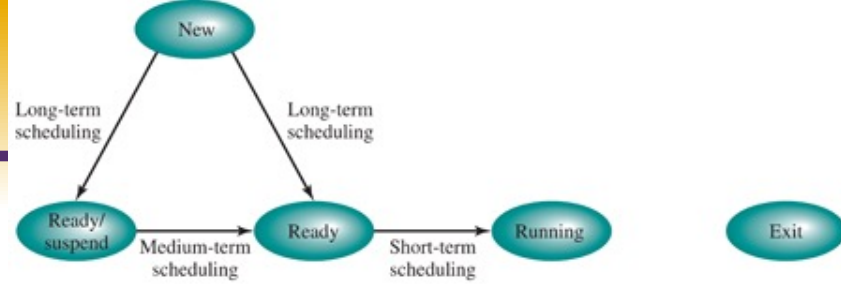 New
Long-term
scheduling
Long-term
scheduling
Ready/
suspend
Medium-term
scheduling
Ready
Short-term
scheduling
Running
Exit